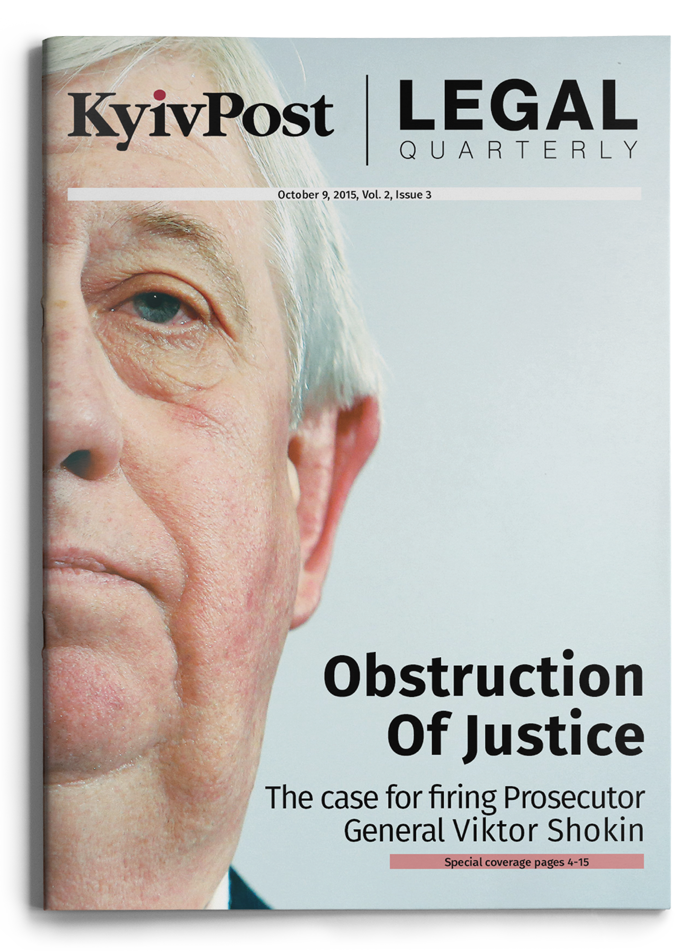 KyivPost
LEGAL
QUARTERLY
October 9, 2015, Vol. 2, Issue 3
Obstruction
Of Justice
The case for firing Prosecutor
General Viktor Shokin
Special coverage pages 4-15